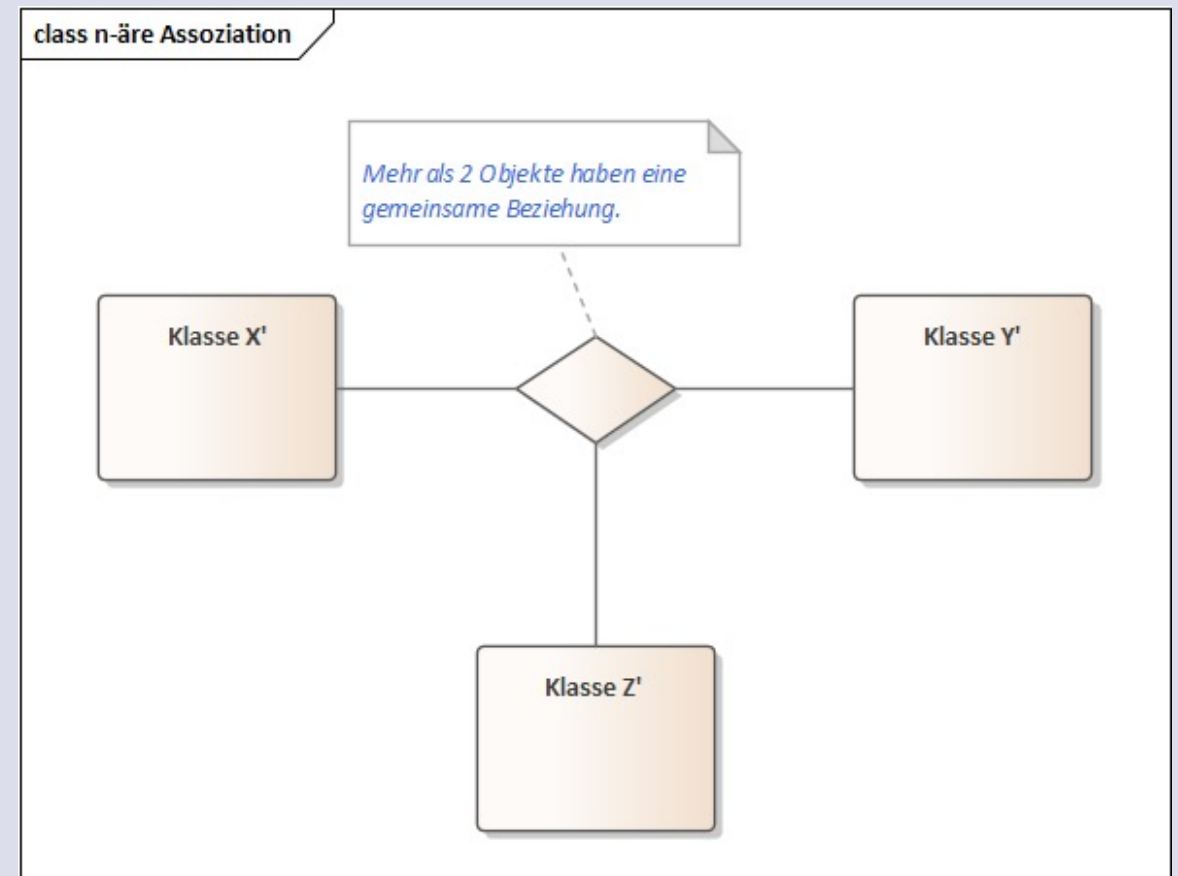 class n-äre Assoziation
Mehr als 2 Objekte haben eine
gemeinsame Beziehung.
Klasse X'
Klasse Y'
Klasse Z'